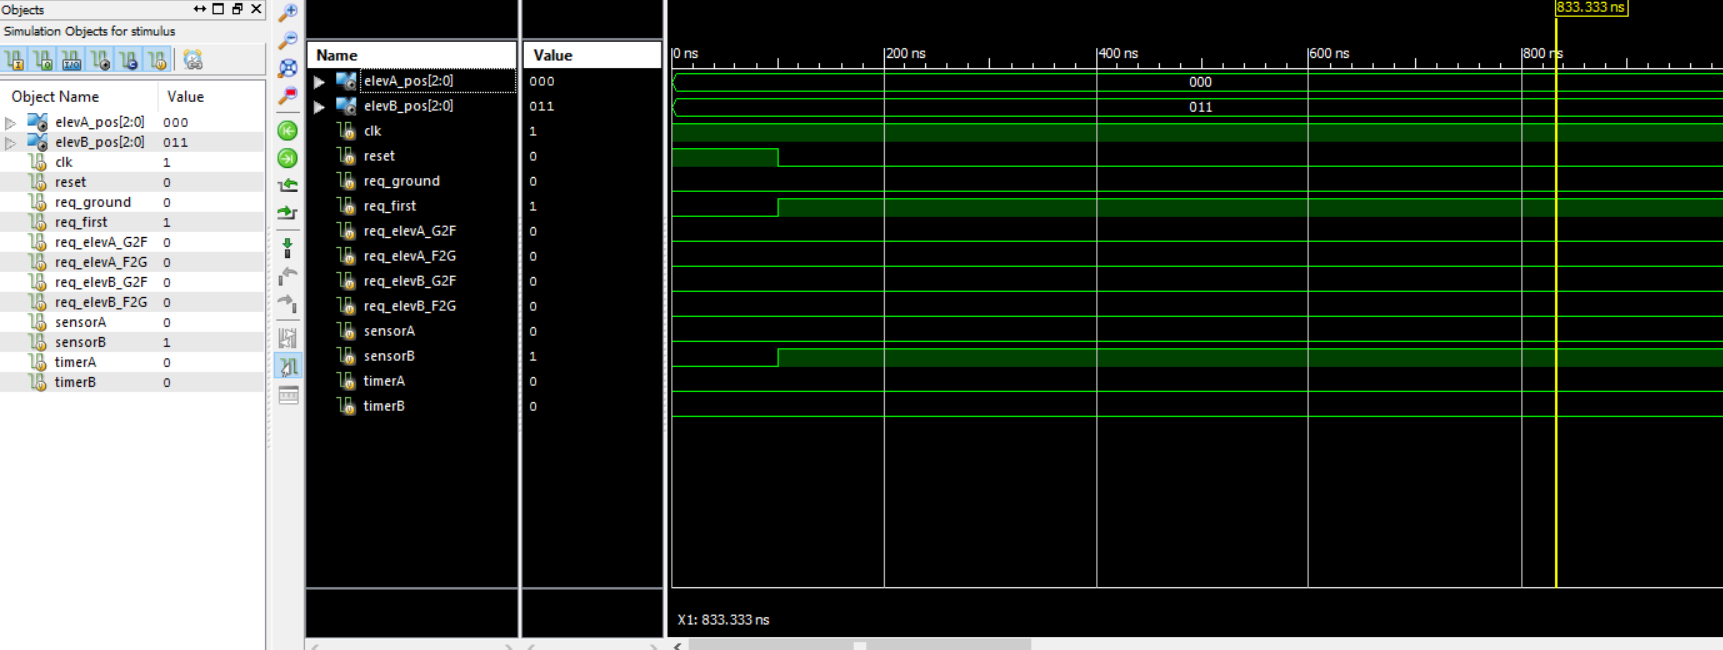 Objects
Simulation Objects for stimulus
Object Name Value
elevA_pos[2:0] 000
elevB_pos[2:0] 011
clk 1
reset 0
req_ground 0
req_first 1
req_elevA_G2F 0
req_elevA_F2G 0
req_elevB_G2F 0
req_elevB_F2G 0
sensorA 0
sensorB 1
timerA 0
timerB 0
Name Value
elevA_pos[2:0] 000
elevB_pos[2:0] 011
clk 1
reset 0
req_ground 0
req_first 1
req_elevA_G2F 0
req_elevA_F2G 0
req_elevB_G2F 0
req_elevB_F2G 0
sensorA 0
sensorB 1
timerA 0
timerB 0
833.333 ns
0 ns 200 ns 400 ns 600 ns 800 ns
000
011
X1: 833.333 ns